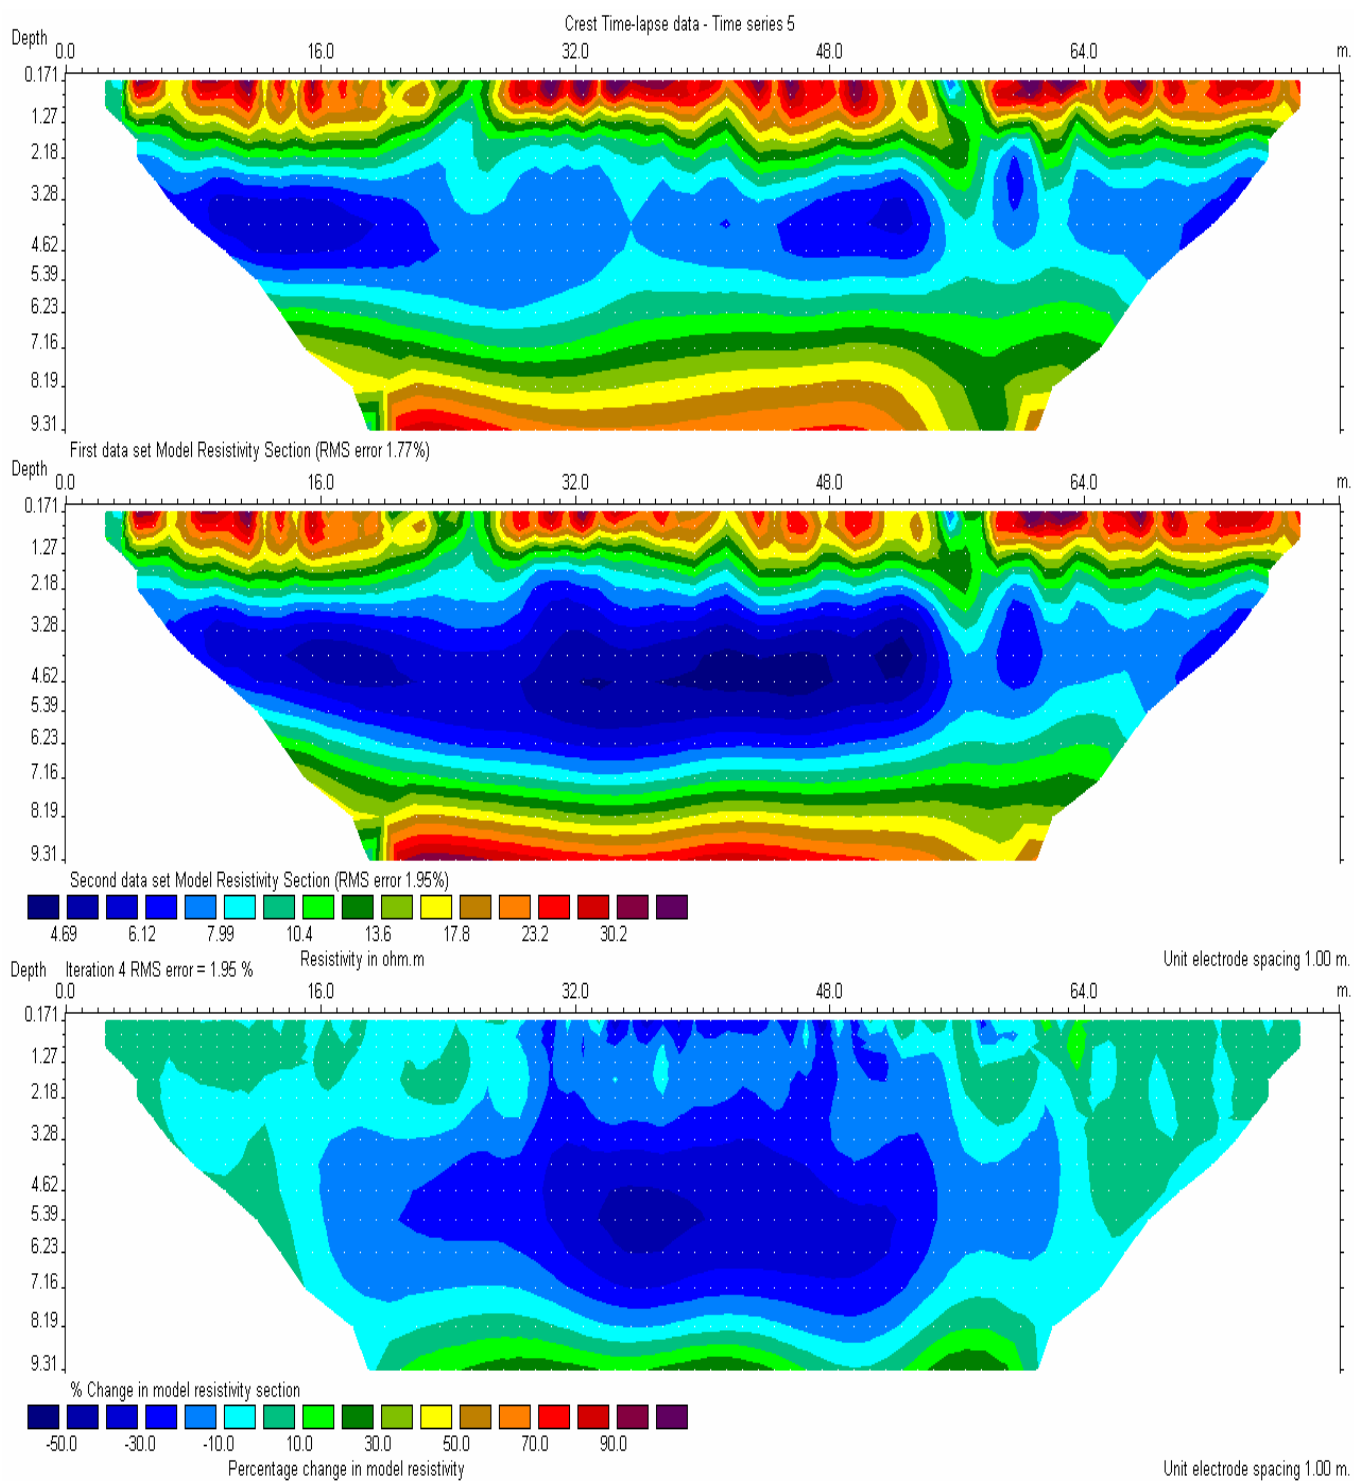 Crest Time-lapse data - Time series 5
Depth 0.0 16.0 32.0 48.0 64.0 m.
0.171
1.27
2.18
3.28
4.62
5.39
6.23
7.16
8.19
9.31
First data set Model Resistivity Section (RMS error 1.77%)
Depth 0.0 16.0 32.0 48.0 64.0 m.
0.171
1.27
2.18
3.28
4.62
5.39
6.23
7.16
8.19
9.31
Second data set Model Resistivity Section (RMS error 1.95%)
4.69 6.12 7.99 10.4 13.6 17.8 23.2 30.2
Resistivity in ohm.m Unit electrode spacing 1.00 m.
Depth Iteration 4 RMS error = 1.95 %
0.0 16.0 32.0 48.0 64.0 m.
0.171
1.27
2.18
3.28
4.62
5.39
6.23
7.16
8.19
9.31
% Change in model resistivity section
-50.0 -30.0 -10.0 10.0 30.0 50.0 70.0 90.0
Percentage change in model resistivity Unit electrode spacing 1.00 m.